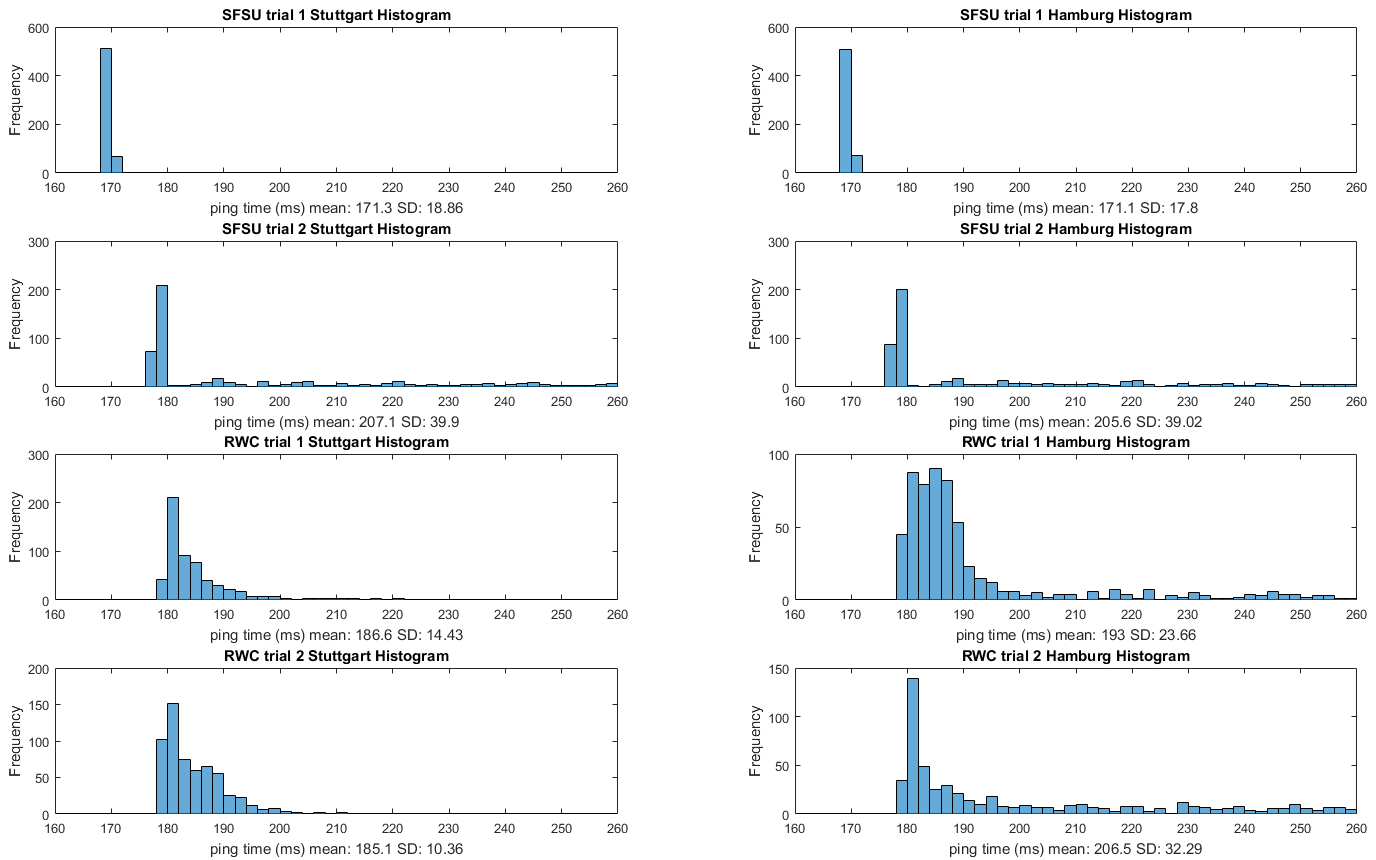 SFSU trial 1 Stuttgart Histogram
600
400
200
0
Frequency
160 170 180 190 200 210 220 230 240 250 260
ping time (ms) mean: 171.3 SD: 18.86
SFSU trial 1 Hamburg Histogram
600
400
200
0
Frequency
160 170 180 190 200 210 220 230 240 250 260
ping time (ms) mean: 171.1 SD: 17.8
SFSU trial 2 Stuttgart Histogram
300
200
100
0
Frequency
160 170 180 190 200 210 220 230 240 250 260
ping time (ms) mean: 207.1 SD: 39.9
SFSU trial 2 Hamburg Histogram
300
200
100
0
Frequency
160 170 180 190 200 210 220 230 240 250 260
ping time (ms) mean: 205.6 SD: 39.02
RWC trial 1 Stuttgart Histogram
300
200
100
0
Frequency
160 170 180 190 200 210 220 230 240 250 260
ping time (ms) mean: 186.6 SD: 14.43
RWC trial 1 Hamburg Histogram
100
50
0
Frequency
160 170 180 190 200 210 220 230 240 250 260
ping time (ms) mean: 193 SD: 23.66
RWC trial 2 Stuttgart Histogram
200
150
100
50
0
Frequency
160 170 180 190 200 210 220 230 240 250 260
ping time (ms) mean: 185.1 SD: 10.36
RWC trial 2 Hamburg Histogram
150
100
50
0
Frequency
160 170 180 190 200 210 220 230 240 250 260
ping time (ms) mean: 206.5 SD: 32.29